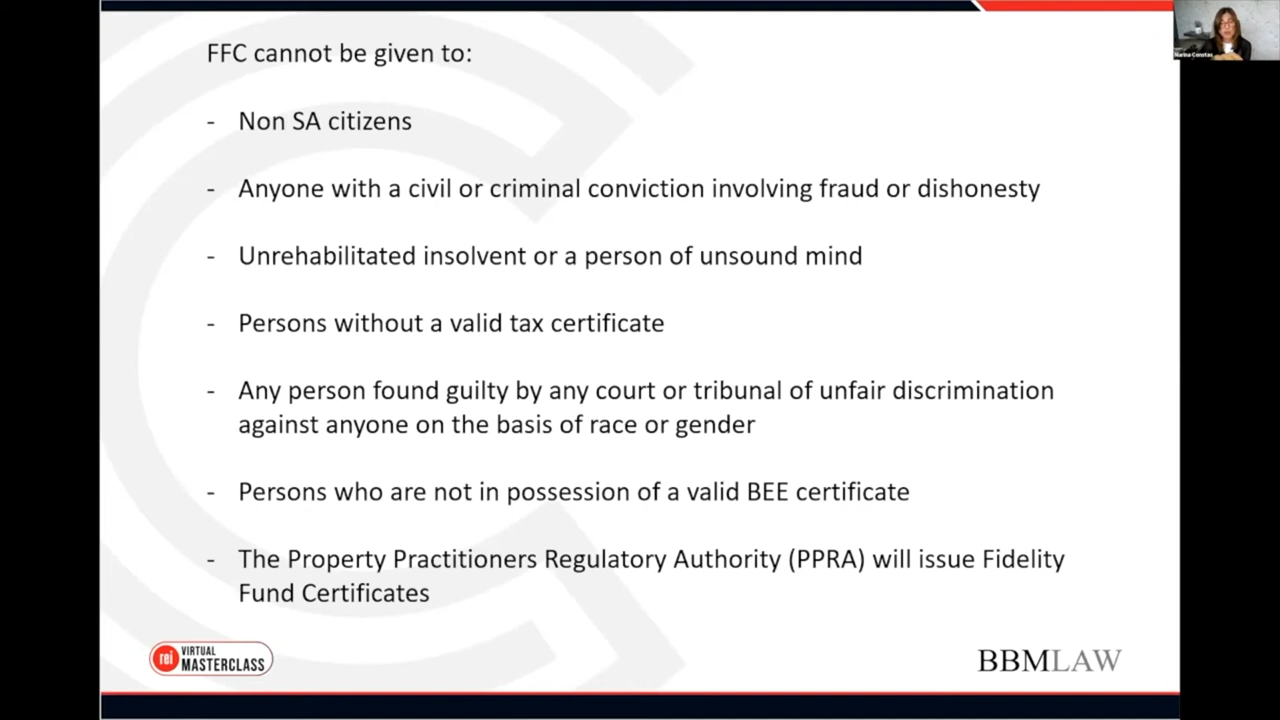 FFC cannot be given to:
- Non SA citizens
- Anyone with a civil or criminal conviction involving fraud or dishonesty
- Unrehabilitated insolvent or a person of unsound mind
- Persons without a valid tax certificate
- Any person found guilty by any court or tribunal of unfair discrimination
against anyone on the basis of race or gender
- Persons who are not in possession of a valid BEE certificate
- The Property Practitioners Regulatory Authority (PPRA) will issue Fidelity
Fund Certificates
rei VIRTUAL
MASTERCLASS
BBMLAW